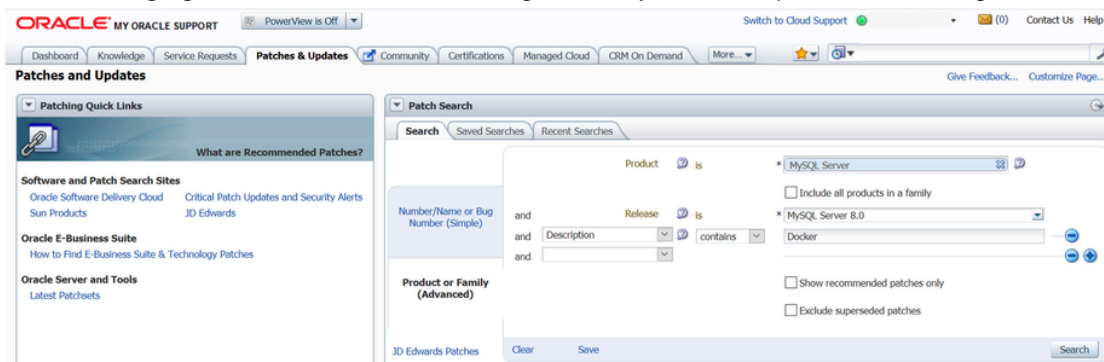 ORACLE MY ORACLE SUPPORT PowerView is Off Switch to Cloud Support (0) Contact Us Help
Dashboard Knowledge Service Requests Patches & Updates Community Certifications Managed Cloud CRM On Demand More...
Patches and Updates Give Feedback... Customize Page...
Patching Quick Links
What are Recommended Patches?
Software and Patch Search Sites
Oracle Software Delivery Cloud Critical Patch Updates and Security Alerts
Sun Products JD Edwards
Oracle E-Business Suite
How to Find E-Business Suite & Technology Patches
Oracle Server and Tools
Latest Patchsets
Patch Search
Search Saved Searches Recent Searches
Number/Name or Bug
Number (Simple)
Product or Family
(Advanced)
JD Edwards Patches
Product is * MySQL Server
Include all products in a family
and Release is * MySQL Server 8.0
and Description contains Docker
and
Show recommended patches only
Exclude superseded patches
Clear Save Search